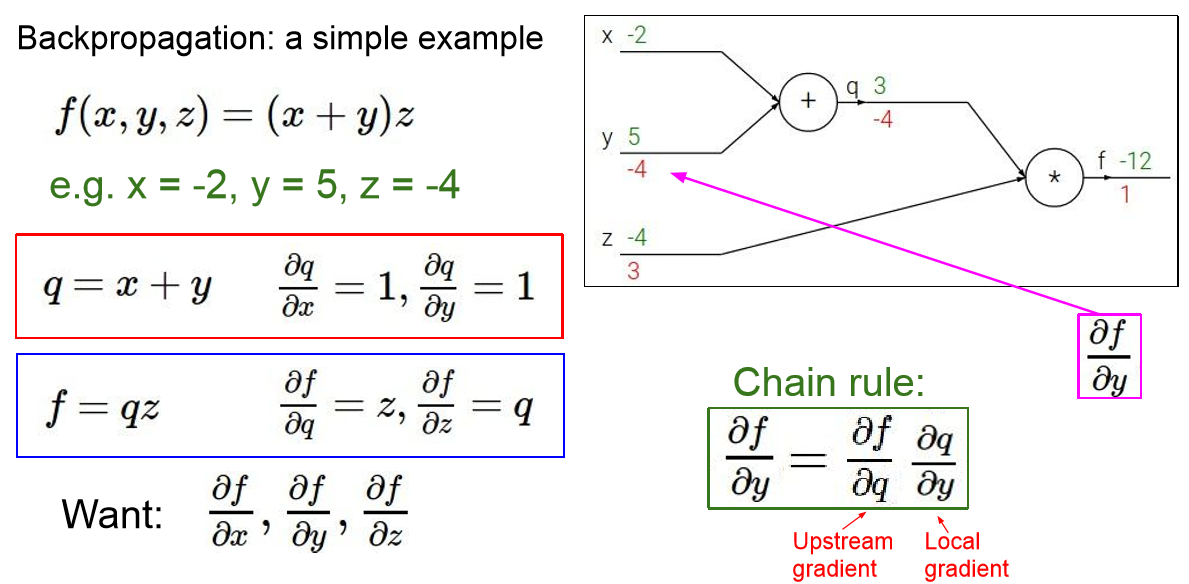 Backpropagation: a simple example
f(x, y, z) = (x + y)z
e.g. x = -2, y = 5, z = -4
q = x + y    ∂q/∂x = 1, ∂q/∂y = 1
f = qz    ∂f/∂q = z, ∂f/∂z = q
Want: ∂f/∂x, ∂f/∂y, ∂f/∂z
x -2
+
q 3
-4
y 5
-4
*
f -12
1
z -4
3
∂f/∂y
Chain rule:
∂f/∂y = ∂f/∂q ∂q/∂y
Upstream gradient
Local gradient